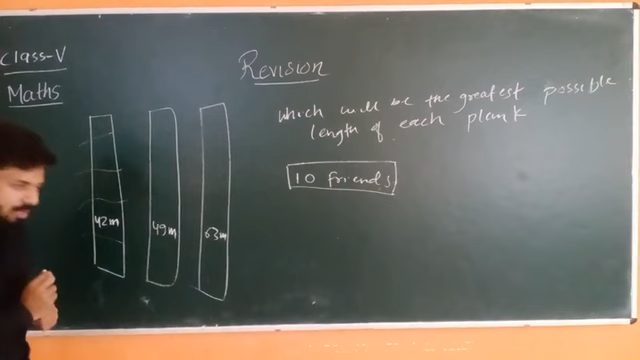 Class-V
Maths
Revision
which will be the greatest possible
length of each plank
10 friends
42m
49m
63m